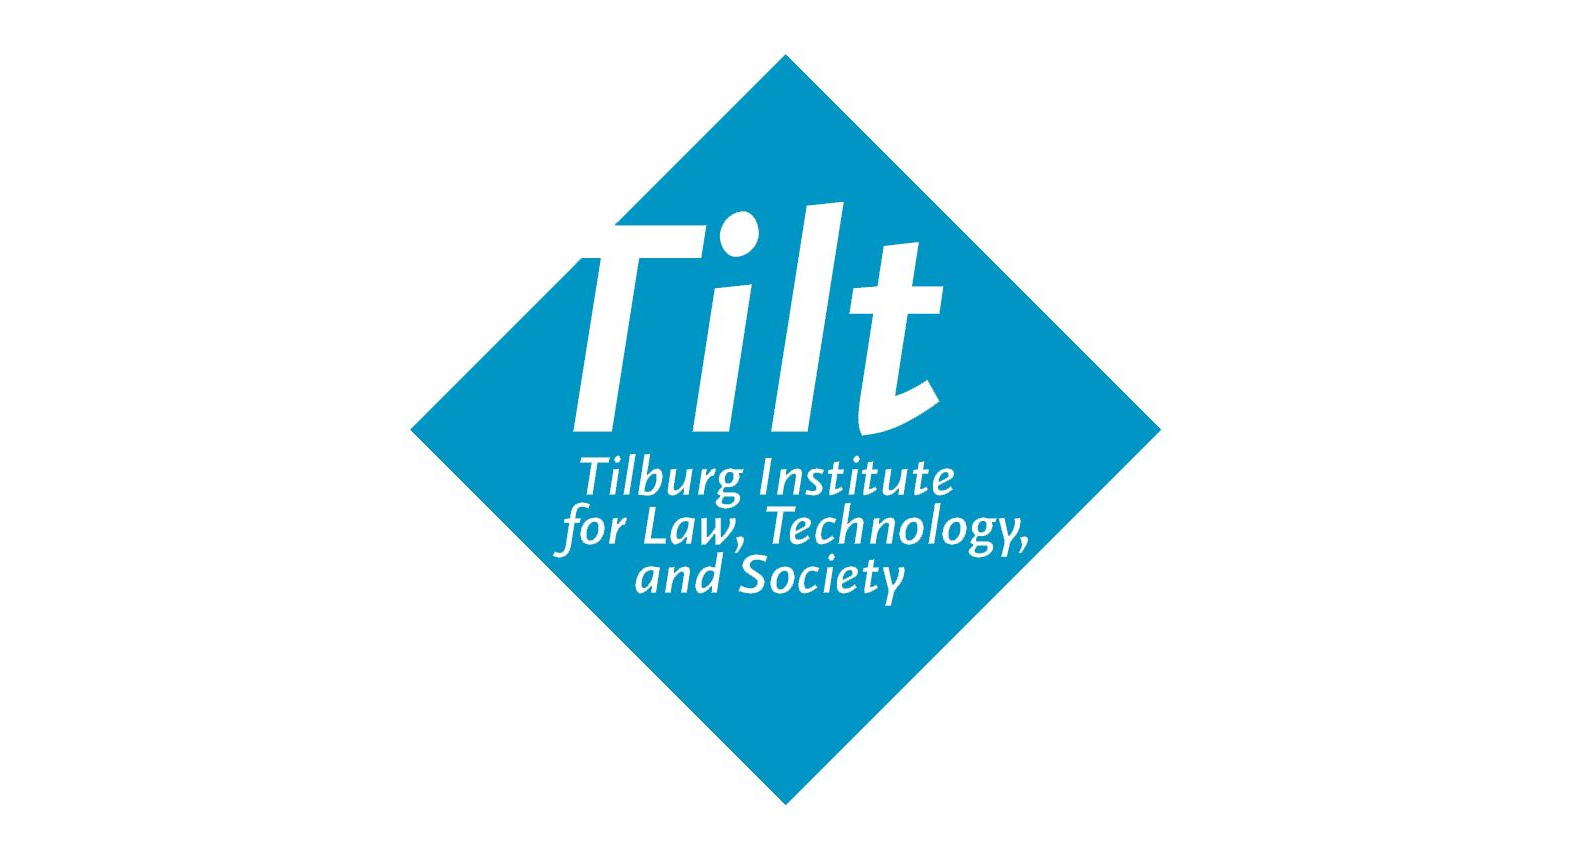 Tilt
Tilburg Institute
for Law, Technology,
and Society